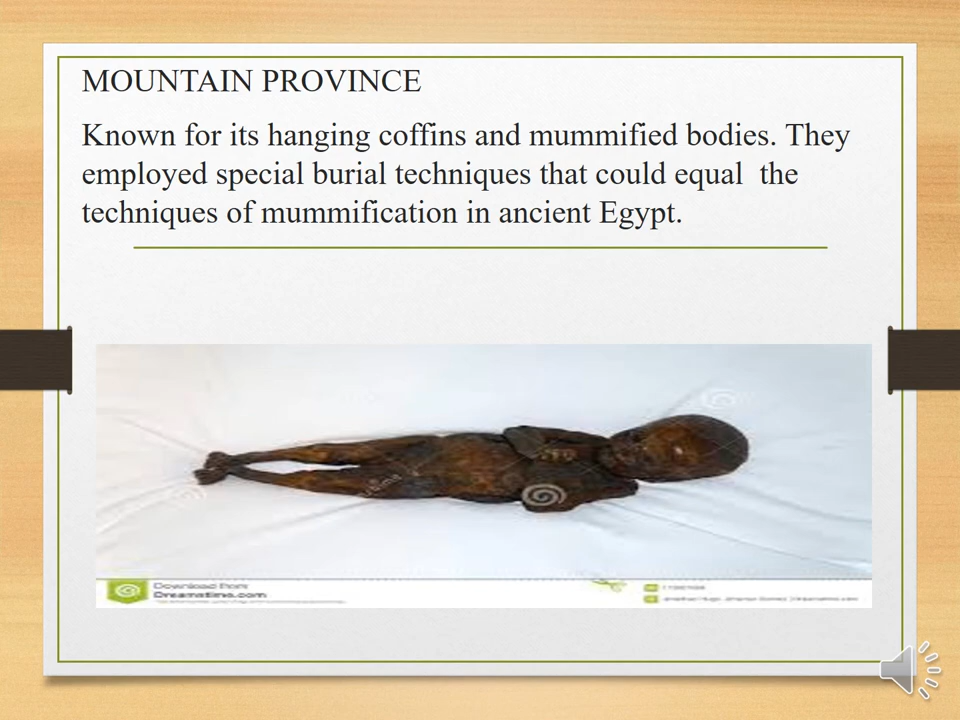 MOUNTAIN PROVINCE
Known for its hanging coffins and mummified bodies. They
employed special burial techniques that could equal  the
techniques of mummification in ancient Egypt.
Download from
Dreamstime.com